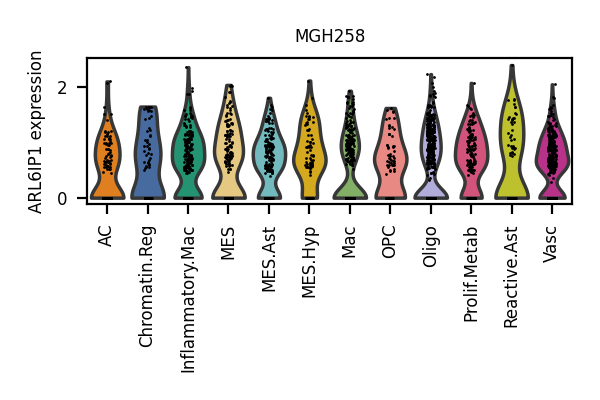 MGH258
ARL6IP1 expression
2
0
AC
Chromatin.Reg
Inflammatory.Mac
MES
MES.Ast
MES.Hyp
Mac
OPC
Oligo
Prolif.Metab
Reactive.Ast
Vasc